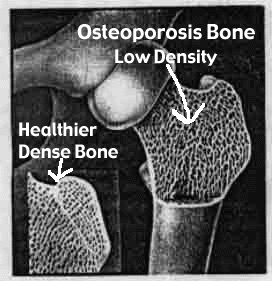 Osteoporosis Bone
Low Density
Healthier
Dense Bone